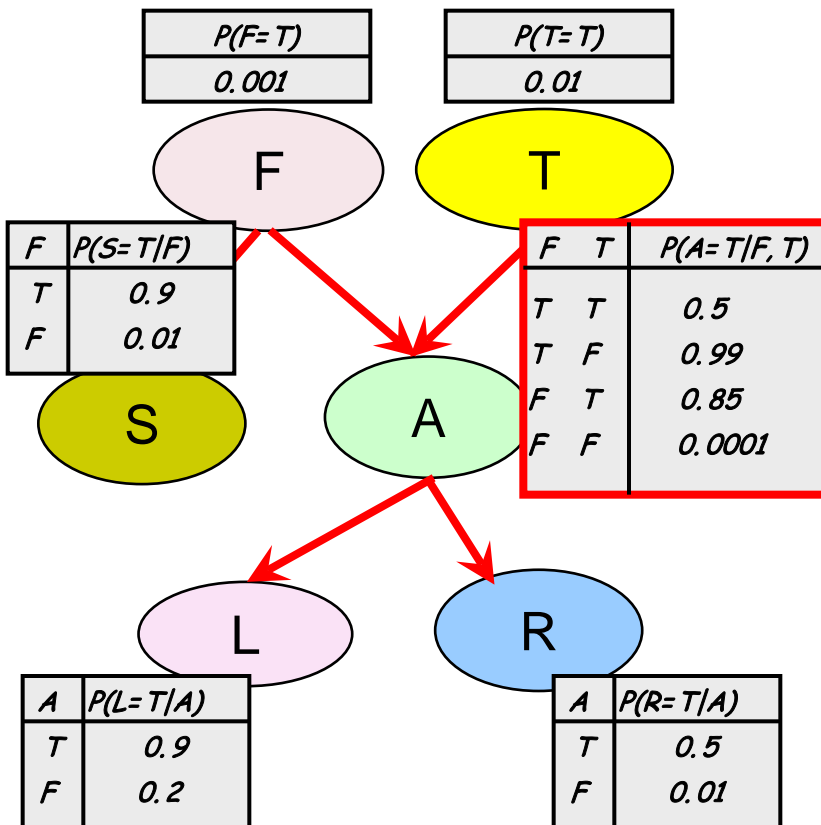 P(F=T) P(T=T)
0.001 0.01
F T
F P(S=T|F)
T 0.9
F 0.01
F T P(A=T|F,T)
T T 0.5
T F 0.99
F T 0.85
F F 0.0001
S A
L R
A P(L=T|A)
T 0.9
F 0.2
A P(R=T|A)
T 0.5
F 0.01